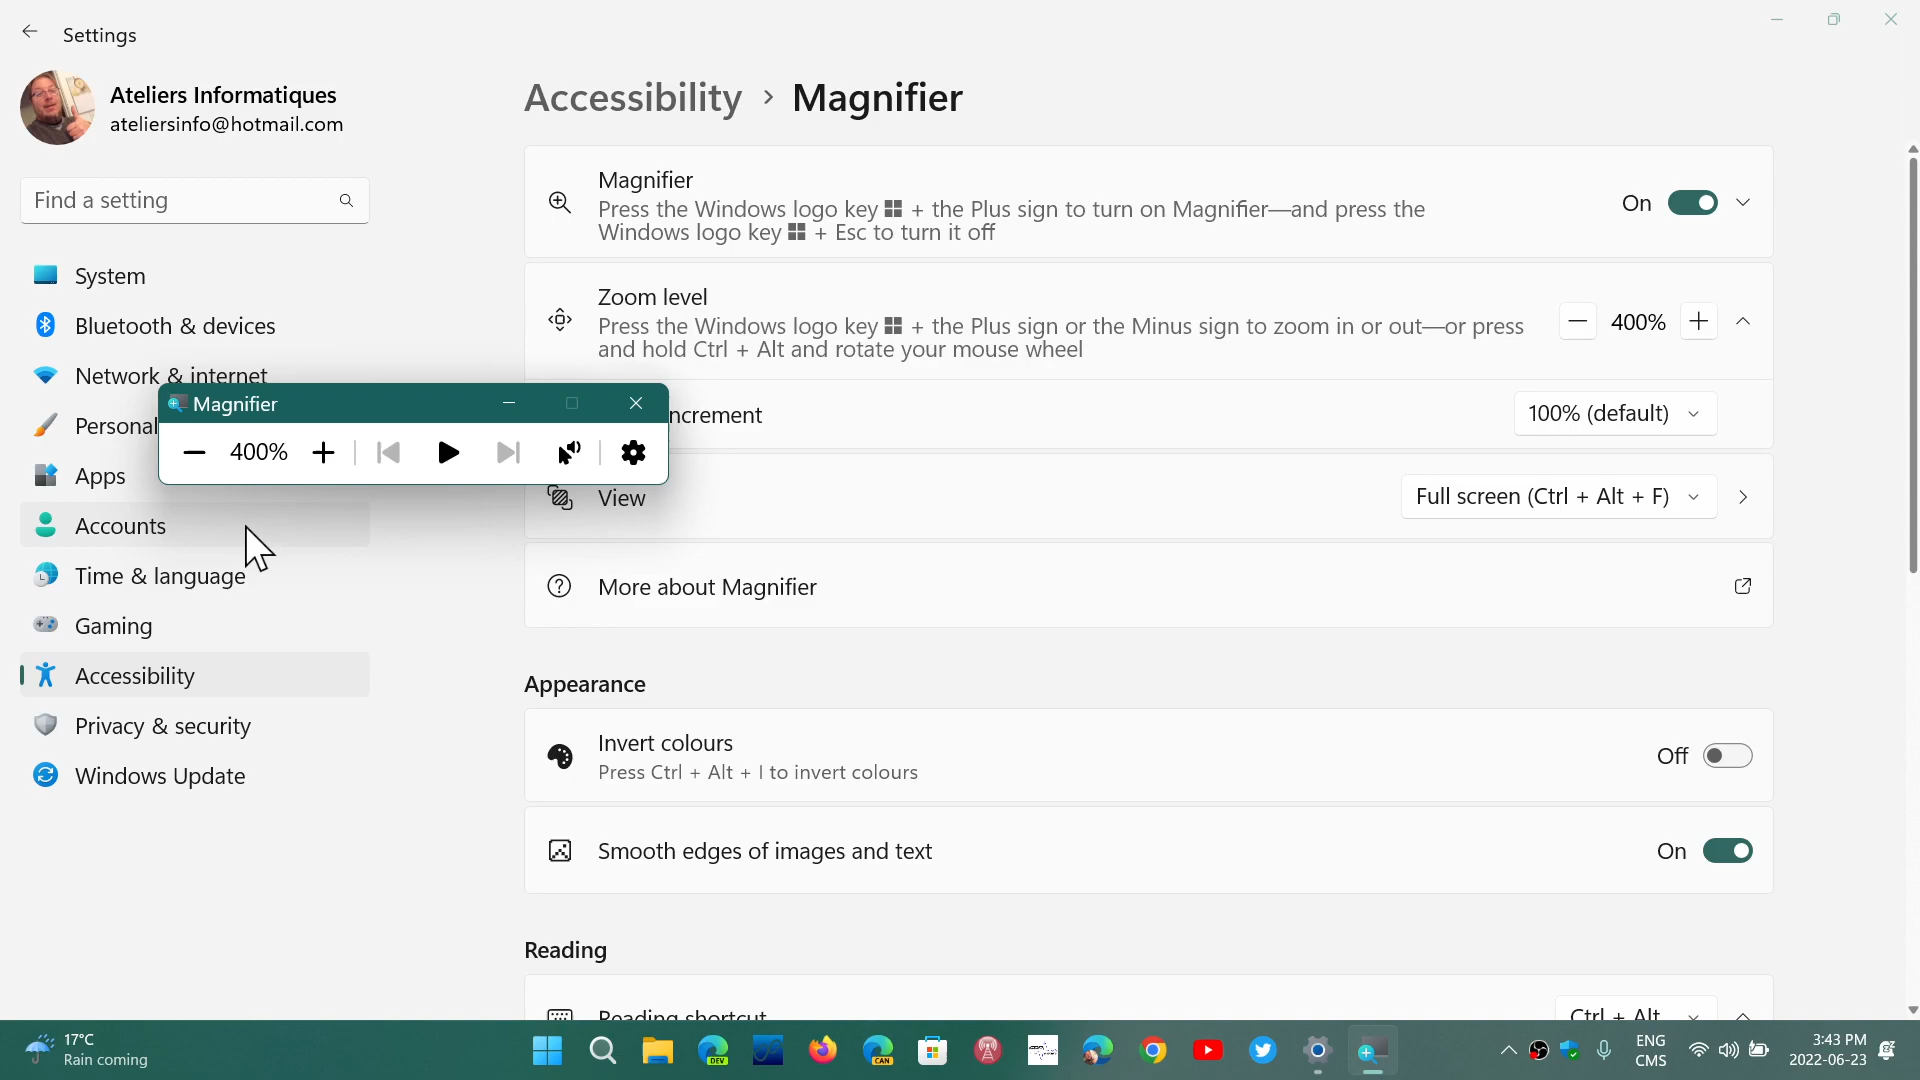 Settings
Ateliers Informatiques
ateliersinfo@hotmail.com
Find a setting
System
Bluetooth & devices
Network & internet
Personal
Apps
Accounts
Time & language
Gaming
Accessibility
Privacy & security
Windows Update
Magnifier
400%
Accessibility > Magnifier
Magnifier
Press the Windows logo key + the Plus sign to turn on Magnifier—and press the
Windows logo key + Esc to turn it off
On
Zoom level
Press the Windows logo key + the Plus sign or the Minus sign to zoom in or out—or press
and hold Ctrl + Alt and rotate your mouse wheel
400%
ncrement
100% (default)
View
Full screen (Ctrl + Alt + F)
More about Magnifier
Appearance
Invert colours
Press Ctrl + Alt + I to invert colours
Off
Smooth edges of images and text
On
Reading
Reading shortcut
Ctrl + Alt
17°C
Rain coming
DEV
CAN
ENG
CMS
3:43 PM
2022-06-23